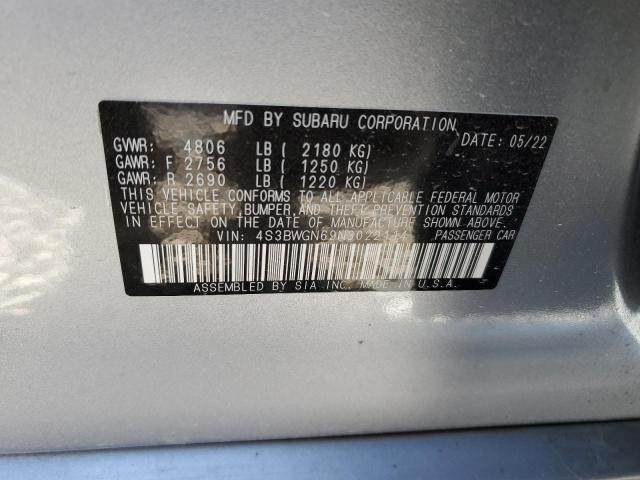 MFD BY SUBARU CORPORATION
DATE: 05/22
GVWR: 4806 LB ( 2180 KG)
GAWR: F 2756 LB ( 1250 KG)
GAWR: R 2690 LB ( 1220 KG)
THIS VEHICLE CONFORMS TO ALL APPLICABLE FEDERAL MOTOR
VEHICLE SAFETY, BUMPER, AND THEFT PREVENTION STANDARDS
IN EFFECT ON THE DATE OF MANUFACTURE SHOWN ABOVE.
VIN:
PASSENGER CAR
ASSEMBLED BY SIA INC. MADE IN U.S.A.